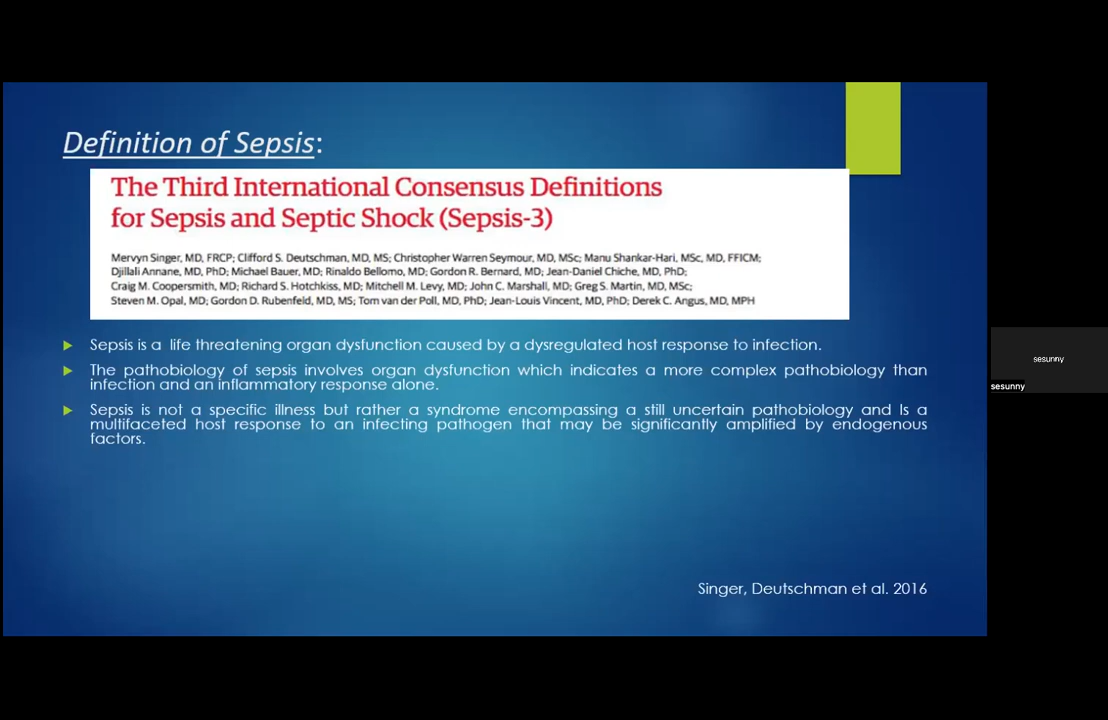 Definition of Sepsis:
The Third International Consensus Definitions
for Sepsis and Septic Shock (Sepsis-3)
Mervyn Singer, MD, FRCP; Clifford S. Deutschman, MD, MS; Christopher Warren Seymour, MD, MSc; Manu Shankar-Hari, MSc, MD, FFICM;
Djillali Annane, MD, PhD; Michael Bauer, MD; Rinaldo Bellomo, MD; Gordon R. Bernard, MD; Jean-Daniel Chiche, MD, PhD;
Craig M. Coopersmith, MD; Richard S. Hotchkiss, MD; Mitchell M. Levy, MD; John C. Marshall, MD; Greg S. Martin, MD, MSc;
Steven M. Opal, MD; Gordon D. Rubenfeld, MD, MS; Tom van der Poll, MD, PhD; Jean-Louis Vincent, MD, PhD; Derek C. Angus, MD, MPH
Sepsis is a life threatening organ dysfunction caused by a dysregulated host response to infection.
The pathobiology of sepsis involves organ dysfunction which indicates a more complex pathobiology than
infection and an inflammatory response alone.
Sepsis is not a specific illness but rather a syndrome encompassing a still uncertain pathobiology and Is a
multifaceted host response to an infecting pathogen that may be significantly amplified by endogenous
factors.
Singer, Deutschman et al. 2016
sesunny
sesunny